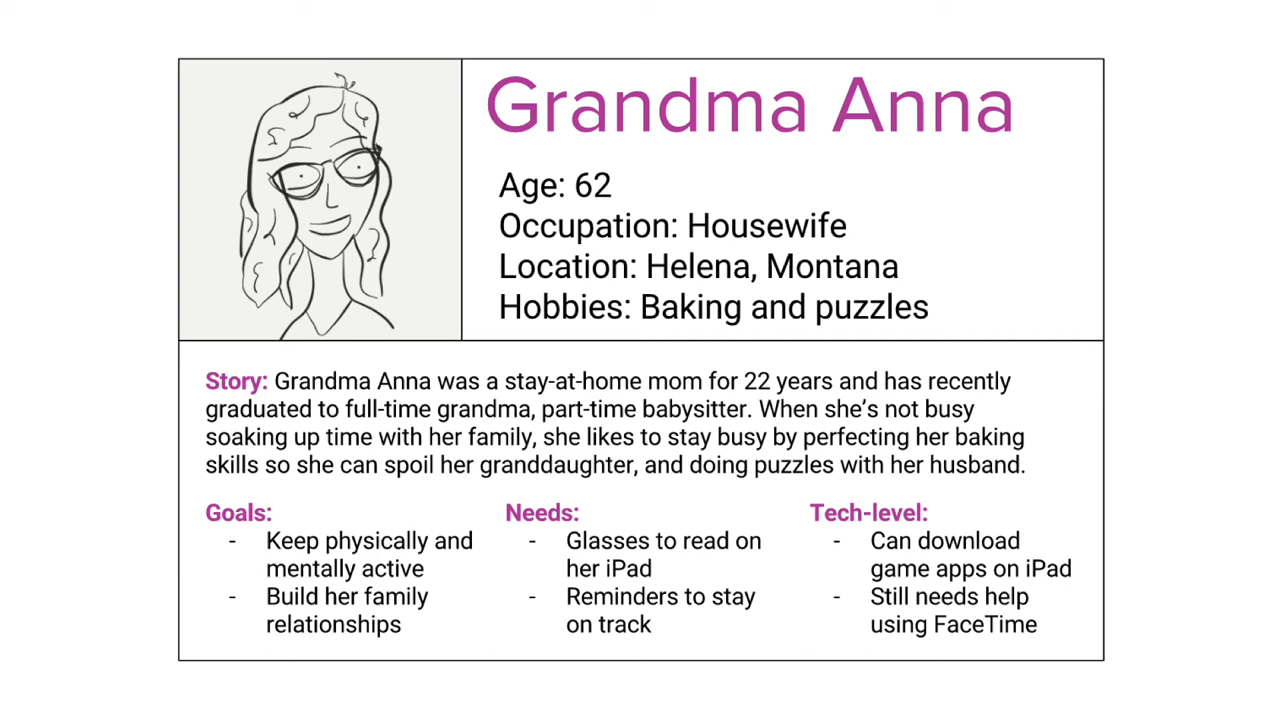 Grandma Anna
Age: 62
Occupation: Housewife
Location: Helena, Montana
Hobbies: Baking and puzzles
Story: Grandma Anna was a stay-at-home mom for 22 years and has recently
graduated to full-time grandma, part-time babysitter. When she’s not busy
soaking up time with her family, she likes to stay busy by perfecting her baking
skills so she can spoil her granddaughter, and doing puzzles with her husband.
Goals:
- Keep physically and
mentally active
- Build her family
relationships
Needs:
- Glasses to read on
her iPad
- Reminders to stay
on track
Tech-level:
- Can download
game apps on iPad
- Still needs help
using FaceTime